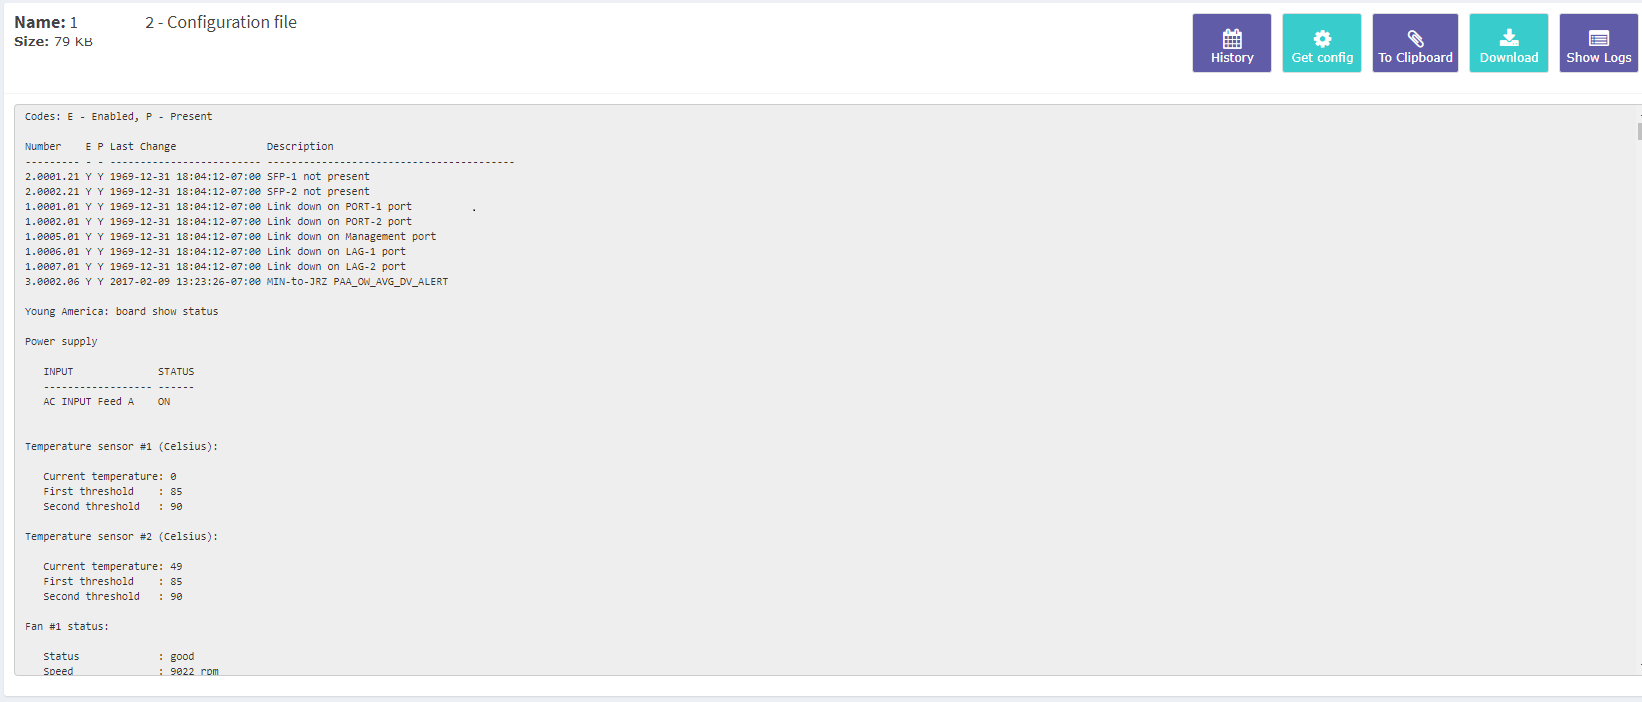 Name: 1 2 - Configuration file
Size: 79 KB
History
Get config
To Clipboard
Download
Show Logs
Codes: E - Enabled, P - Present
Number    E P Last Change               Description
--------- - - ------------------------- -----------------------------------------
2.0001.21 Y Y 1969-12-31 18:04:12-07:00 SFP-1 not present
2.0002.21 Y Y 1969-12-31 18:04:12-07:00 SFP-2 not present
1.0001.01 Y Y 1969-12-31 18:04:12-07:00 Link down on PORT-1 port
1.0002.01 Y Y 1969-12-31 18:04:12-07:00 Link down on PORT-2 port
1.0005.01 Y Y 1969-12-31 18:04:12-07:00 Link down on Management port
1.0006.01 Y Y 1969-12-31 18:04:12-07:00 Link down on LAG-1 port
1.0007.01 Y Y 1969-12-31 18:04:12-07:00 Link down on LAG-2 port
3.0002.06 Y Y 2017-02-09 13:23:26-07:00 MIN-to-JRZ PAA_OW_AVG_DV_ALERT
Young America: board show status
Power supply
INPUT              STATUS
------------------ ------
AC INPUT Feed A    ON
Temperature sensor #1 (Celsius):
Current temperature: 0
First threshold    : 85
Second threshold   : 90
Temperature sensor #2 (Celsius):
Current temperature: 49
First threshold    : 85
Second threshold   : 90
Fan #1 status:
Status             : good
Speed              : 9022 rpm